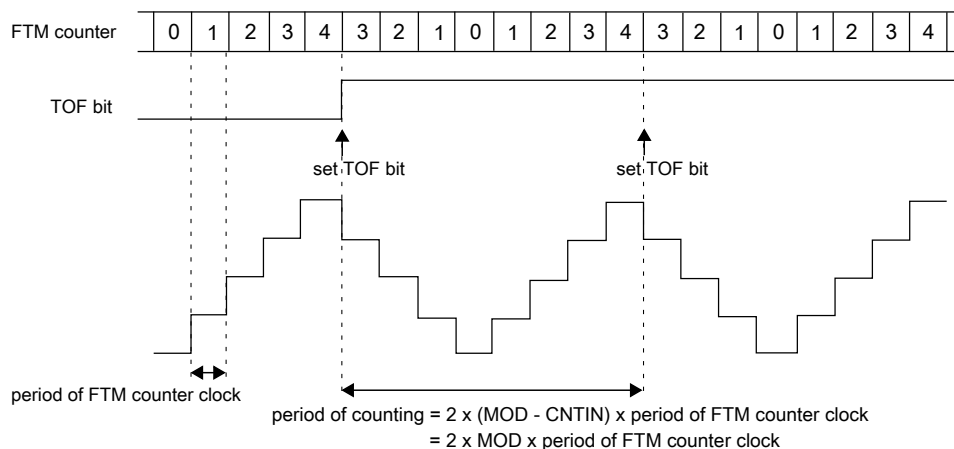 FTM counter 0 1 2 3 4 3 2 1 0 1 2 3 4 3 2 1 0 1 2 3 4
TOF bit
set TOF bit set TOF bit
period of FTM counter clock
period of counting = 2 x (MOD - CNTIN) x period of FTM counter clock
= 2 x MOD x period of FTM counter clock